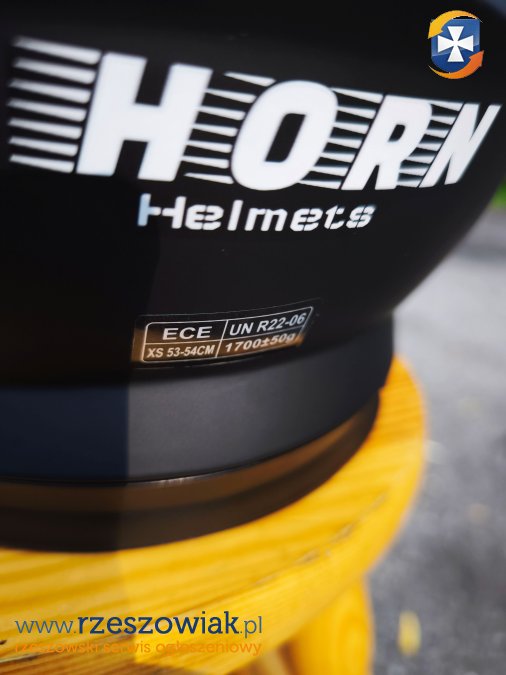 HORN
Helmets
ECE UN R22-06
XS 53-54CM 1700±50g
www.rzeszowiak.pl
rzeszowski serwis ogłoszeniowy